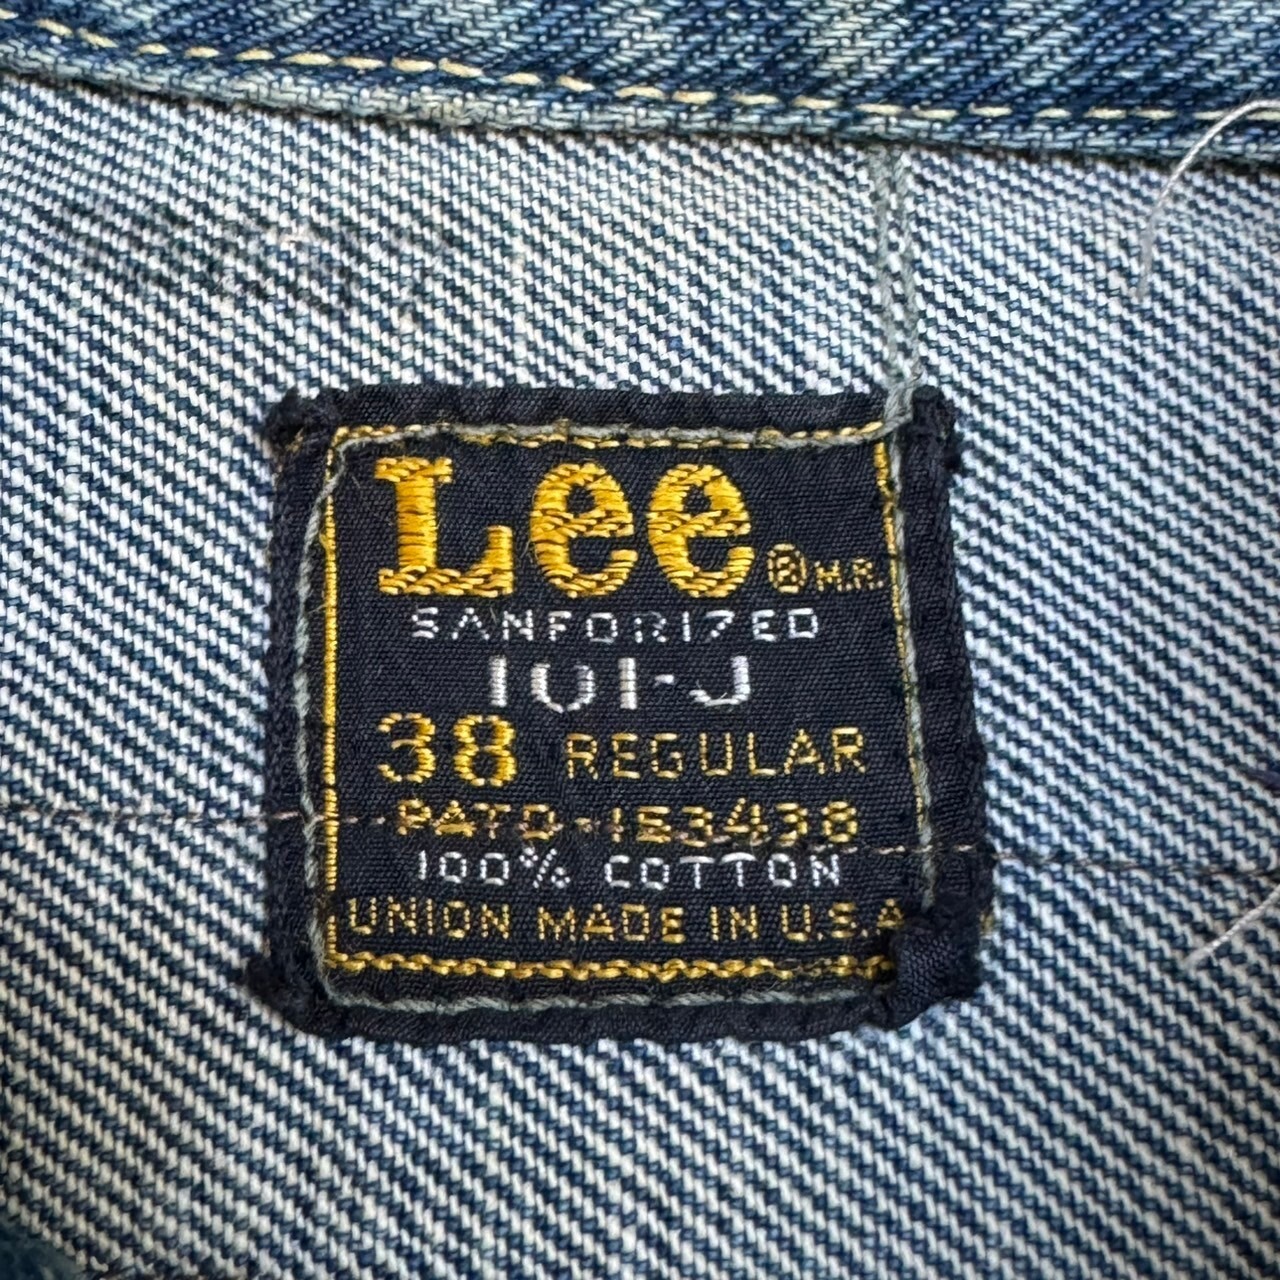 Lee ® M.R.
SANFORIZED
101-J
38 REGULAR
PATD-153438
100% COTTON
UNION MADE IN U.S.A